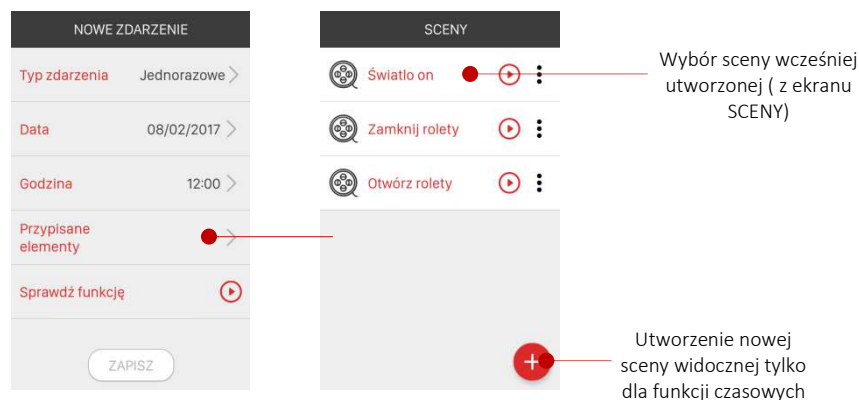 NOWE ZDARZENIE
Typ zdarzenia Jednorazowe
Data 08/02/2017
Godzina 12:00
Przypisane
elementy
Sprawdź funkcję
ZAPISZ
SCENY
Światlo on
Zamknij rolety
Otwórz rolety
Wybór sceny wcześniej
utworzonej ( z ekranu
SCENY)
Utworzenie nowej
sceny widocznej tylko
dla funkcji czasowych